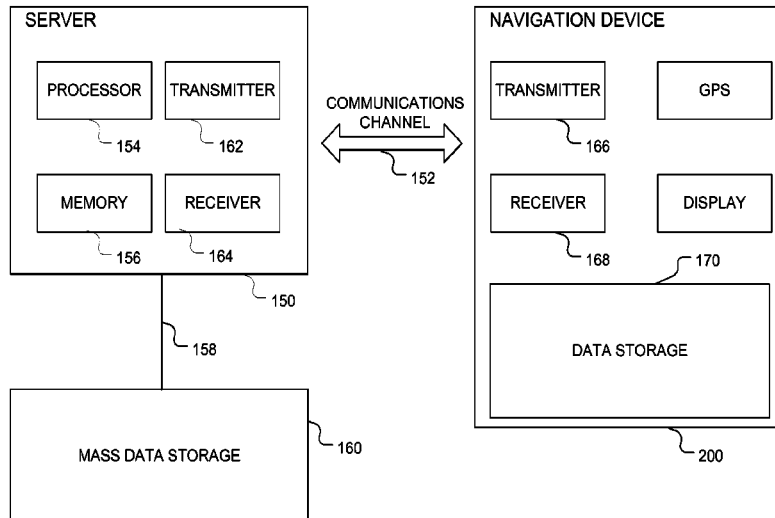 SERVER
PROCESSOR
154
TRANSMITTER
162
MEMORY
156
RECEIVER
164
150
158
MASS DATA STORAGE
160
COMMUNICATIONS
CHANNEL
152
NAVIGATION DEVICE
TRANSMITTER
166
GPS
RECEIVER
168
DISPLAY
170
DATA STORAGE
200